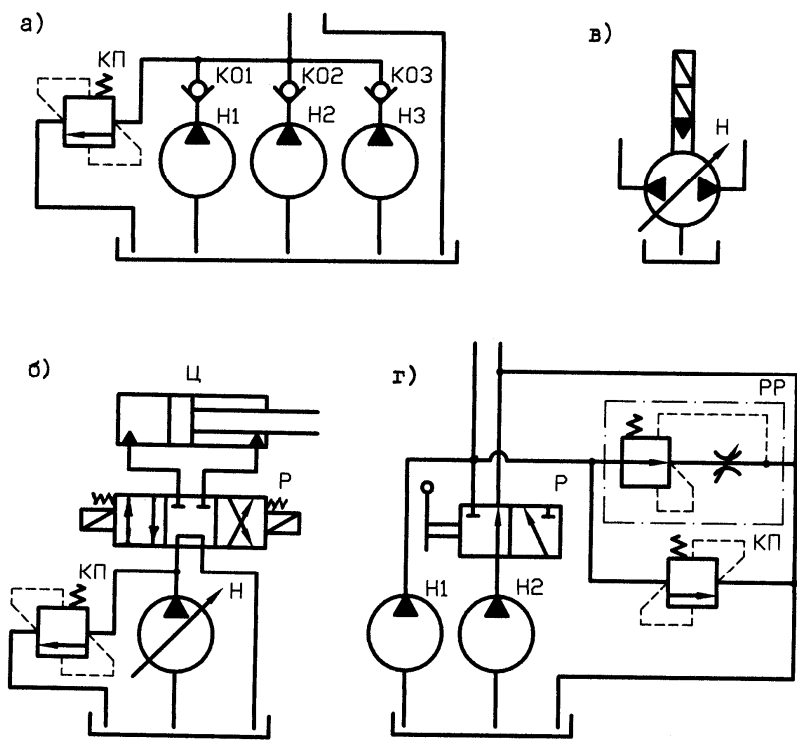 а)
КП
КО1
КО2
КО3
Н1
Н2
Н3
в)
Н
б)
Ц
Р
КП
Н
г)
РР
Р
КП
Н1
Н2